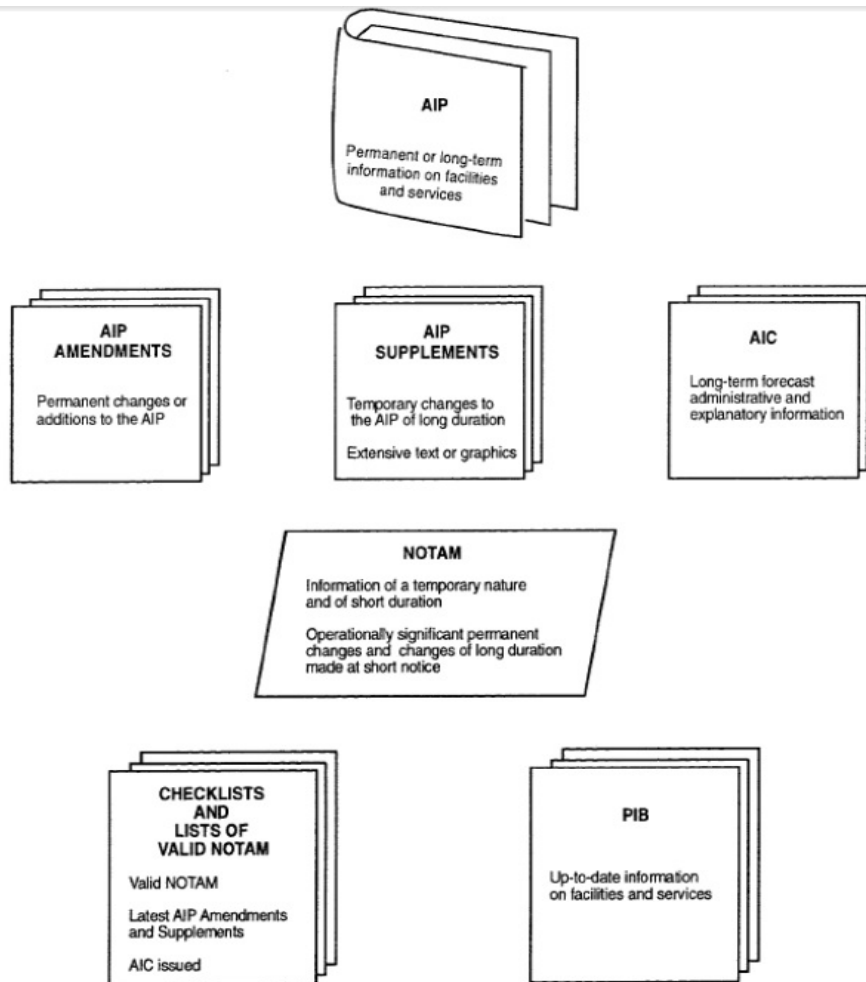 AIP
Permanent or long-term
information on facilities
and services
AIP
AMENDMENTS
Permanent changes or
additions to the AIP
AIP
SUPPLEMENTS
Temporary changes to
the AIP of long duration
Extensive text or graphics
AIC
Long-term forecast
administrative and
explanatory information
NOTAM
Information of a temporary nature
and of short duration
Operationally significant permanent
changes and changes of long duration
made at short notice
CHECKLISTS
AND
LISTS OF
VALID NOTAM
Valid NOTAM
Latest AIP Amendments
and Supplements
AIC issued
PIB
Up-to-date information
on facilities and services